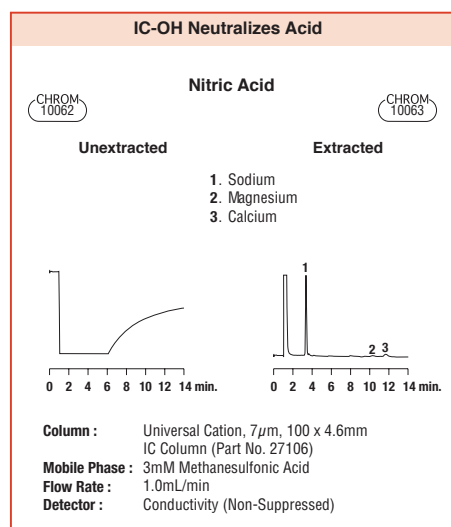 IC-OH Neutralizes Acid
Nitric Acid
CHROM
10062
CHROM
10063
Unextracted
Extracted
1. Sodium
2. Magnesium
3. Calcium
1
2 3
0 2 4 6 8 10 12 14 min.
0 2 4 6 8 10 12 14 min.
Column : Universal Cation, 7µm, 100 x 4.6mm
IC Column (Part No. 27106)
Mobile Phase : 3mM Methanesulfonic Acid
Flow Rate : 1.0mL/min
Detector : Conductivity (Non-Suppressed)